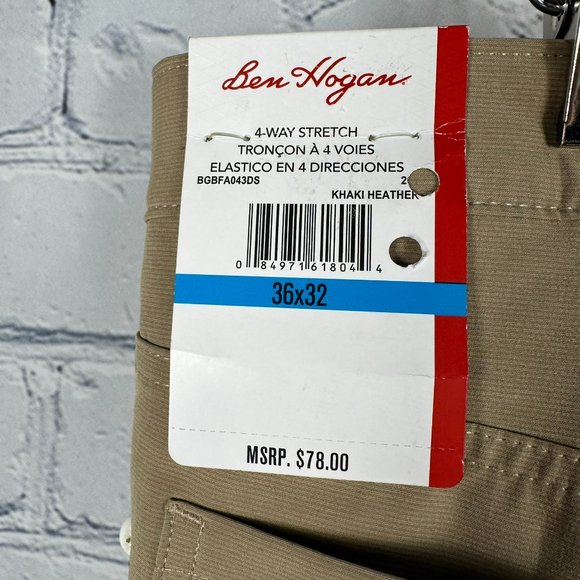 Ben Hogan
4-WAY STRETCH
TRONÇON À 4 VOIES
ELASTICO EN 4 DIRECCIONES
BGBFA043DS
KHAKI HEATHER
0 84971 61804 4
36x32
MSRP. $78.00